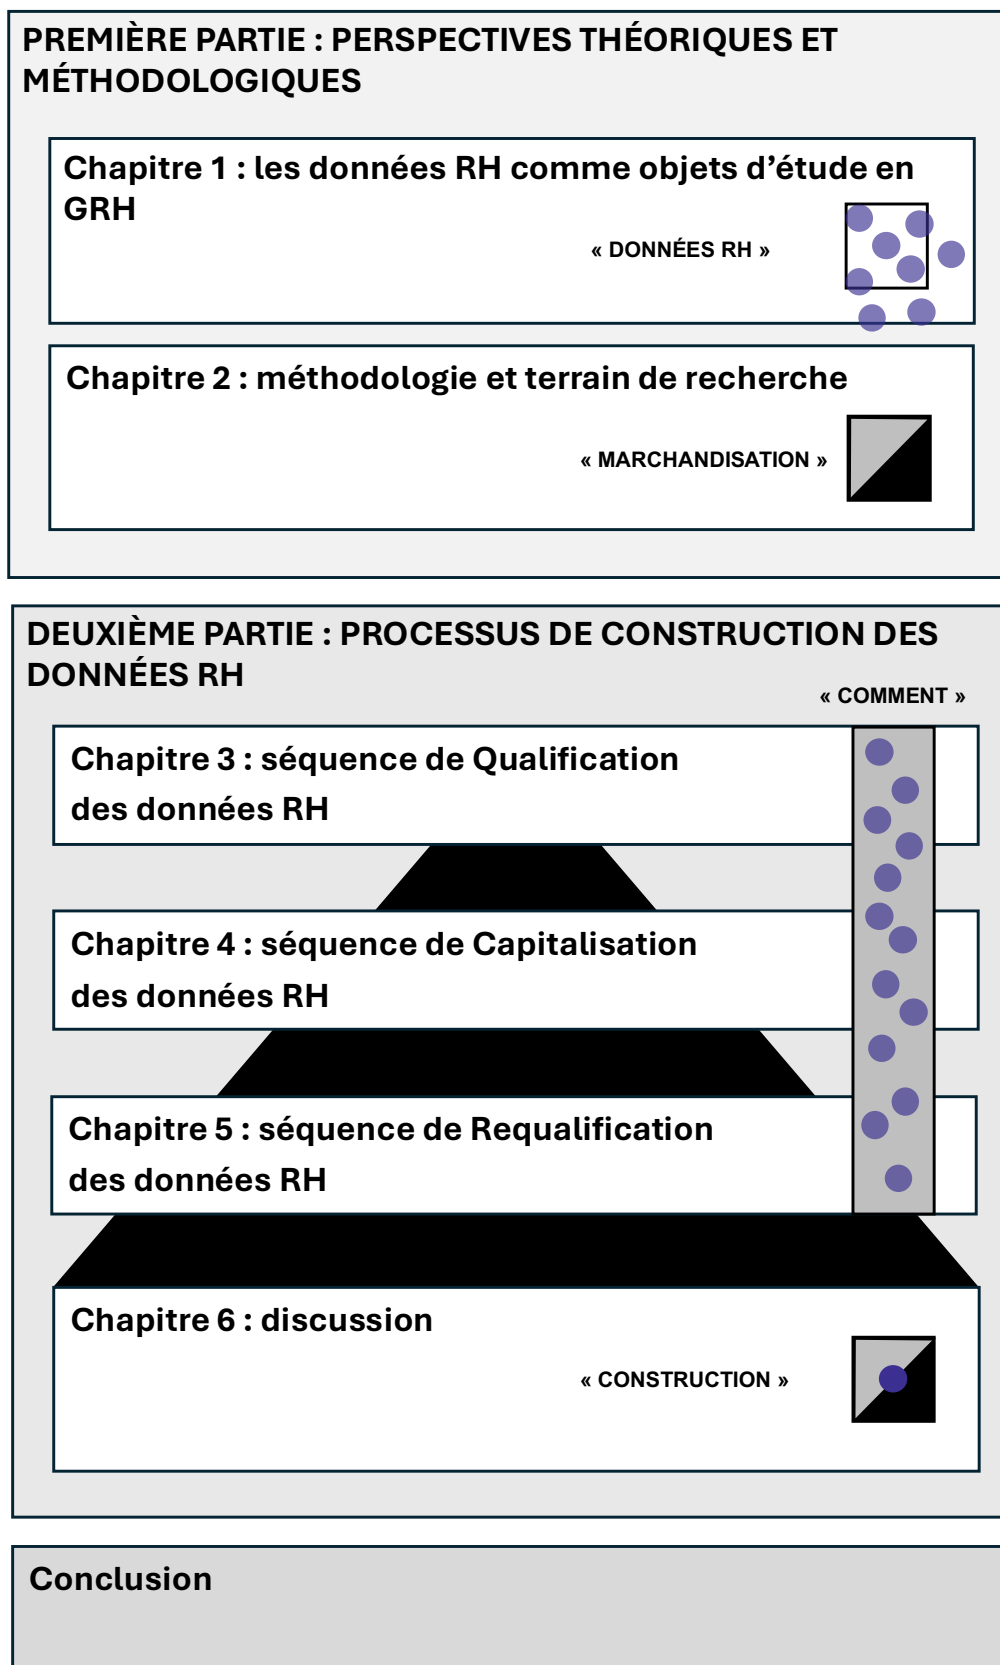 PREMIÈRE PARTIE : PERSPECTIVES THÉORIQUES ET
MÉTHODOLOGIQUES
Chapitre 1 : les données RH comme objets d’étude en
GRH
« DONNÉES RH »
Chapitre 2 : méthodologie et terrain de recherche
« MARCHANDISATION »
DEUXIÈME PARTIE : PROCESSUS DE CONSTRUCTION DES
DONNÉES RH
« COMMENT »
Chapitre 3 : séquence de Qualification
des données RH
Chapitre 4 : séquence de Capitalisation
des données RH
Chapitre 5 : séquence de Requalification
des données RH
Chapitre 6 : discussion
« CONSTRUCTION »
Conclusion